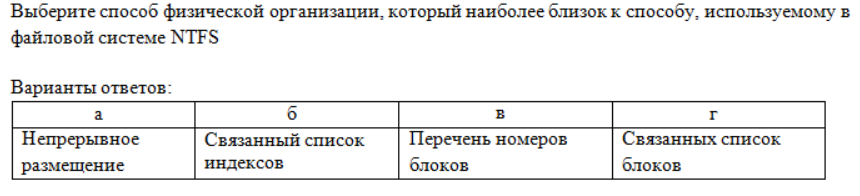 Выберите способ физической организации, который наиболее близок к способу, используемому в
файловой системе NTFS
Варианты ответов:
а б в г
Непрерывное Связанный список Перечень номеров Связанных список
размещение индексов блоков блоков